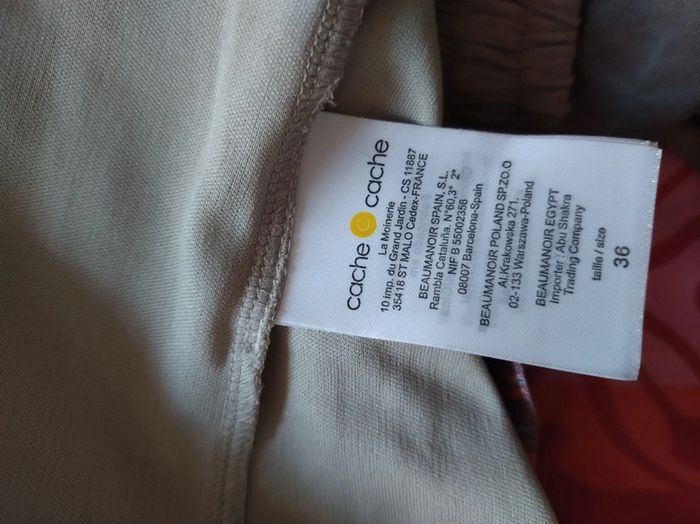 cache c cache
La Moinerie
10 imp. du Grand Jardin - CS 11887
35418 ST MALO Cedex-FRANCE
BEAUMANOIR SPAIN, S.L.
Rambla Cataluña, N°60,3° 2°
NIF B 55002358
08007 Barcelona-Spain
BEAUMANOIR POLAND SP.ZO.O
Al.Krakowska 271,
02-133 Warszawa-Poland
BEAUMANOIR EGYPT
Importer : Abu Shakra
Trading Company
taille / size
36